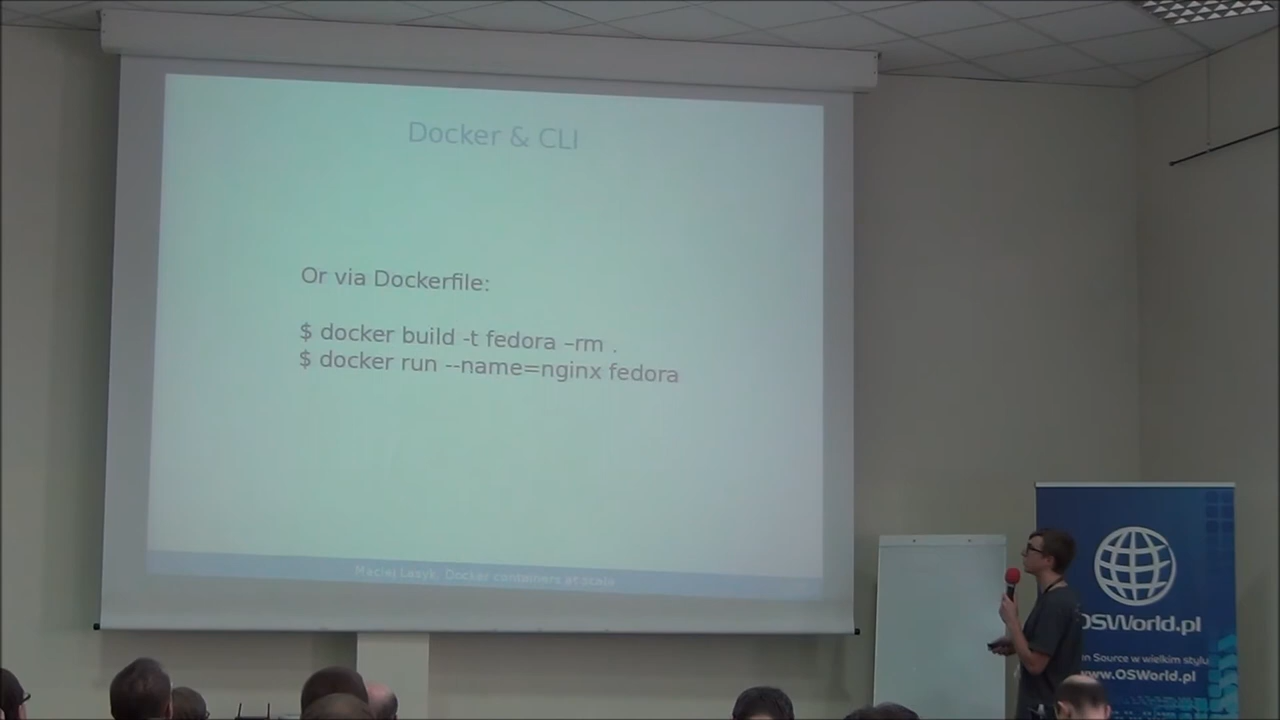 Docker & CLI
Or via Dockerfile:
$ docker build -t fedora –rm .
$ docker run --name=nginx fedora
Maciej Lasyk, Docker containers at scale
OSWorld.pl
n Source w wielkim stylu
www.OSWorld.pl